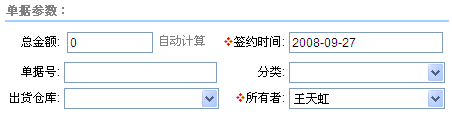 单据参数：
总金额: 0 自动计算 签约时间: 2008-09-27
单据号: 分类:
出货仓库: 所有者: 王天虹